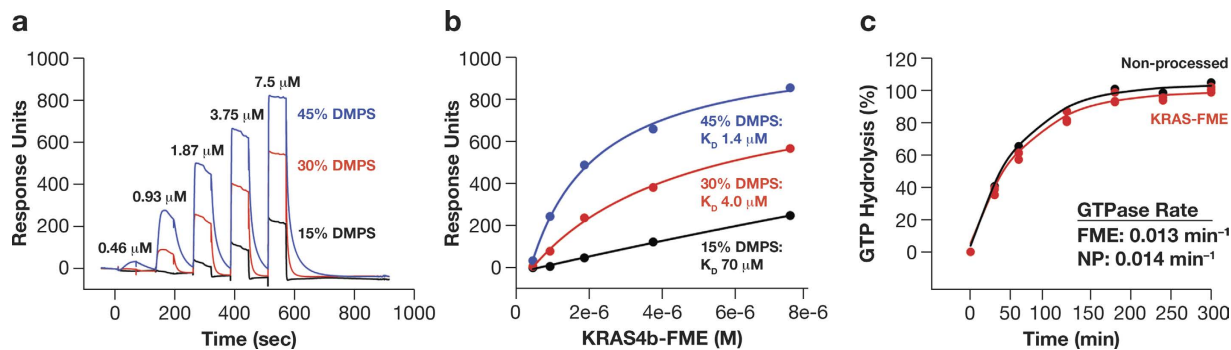 a
1000
800
600
400
200
0
Response Units
0
200
400
600
800
1000
Time (sec)
0.46 μM
0.93 μM
1.87 μM
3.75 μM
7.5 μM
45% DMPS
30% DMPS
15% DMPS
b
1000
800
600
400
200
0
Response Units
0
2e-6
4e-6
6e-6
8e-6
KRAS4b-FME (M)
45% DMPS:
KD 1.4 μM
30% DMPS:
KD 4.0 μM
15% DMPS:
KD 70 μM
c
120
100
80
60
40
20
0
GTP Hydrolysis (%)
0
50
100
150
200
250
300
Time (min)
Non-processed
KRAS-FME
GTPase Rate
FME: 0.013 min⁻¹
NP: 0.014 min⁻¹